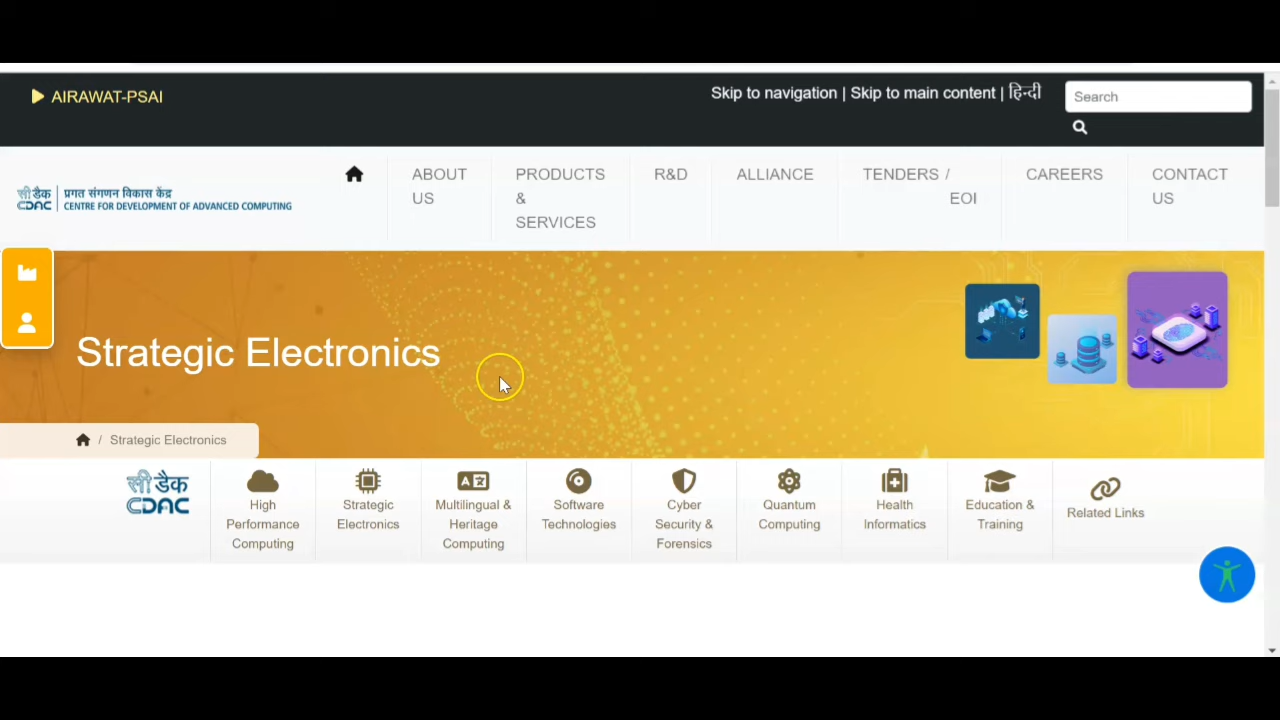 AIRAWAT-PSAI
Skip to navigation | Skip to main content | हिन्दी
Search
सी डैक
CDAC
प्रगत संगणन विकास केंद्र
CENTRE FOR DEVELOPMENT OF ADVANCED COMPUTING
ABOUT
US
PRODUCTS
&
SERVICES
R&D
ALLIANCE
TENDERS /
EOI
CAREERS
CONTACT
US
Strategic Electronics
/ Strategic Electronics
सी डैक
CDAC
High
Performance
Computing
Strategic
Electronics
Multilingual &
Heritage
Computing
Software
Technologies
Cyber
Security &
Forensics
Quantum
Computing
Health
Informatics
Education &
Training
Related Links